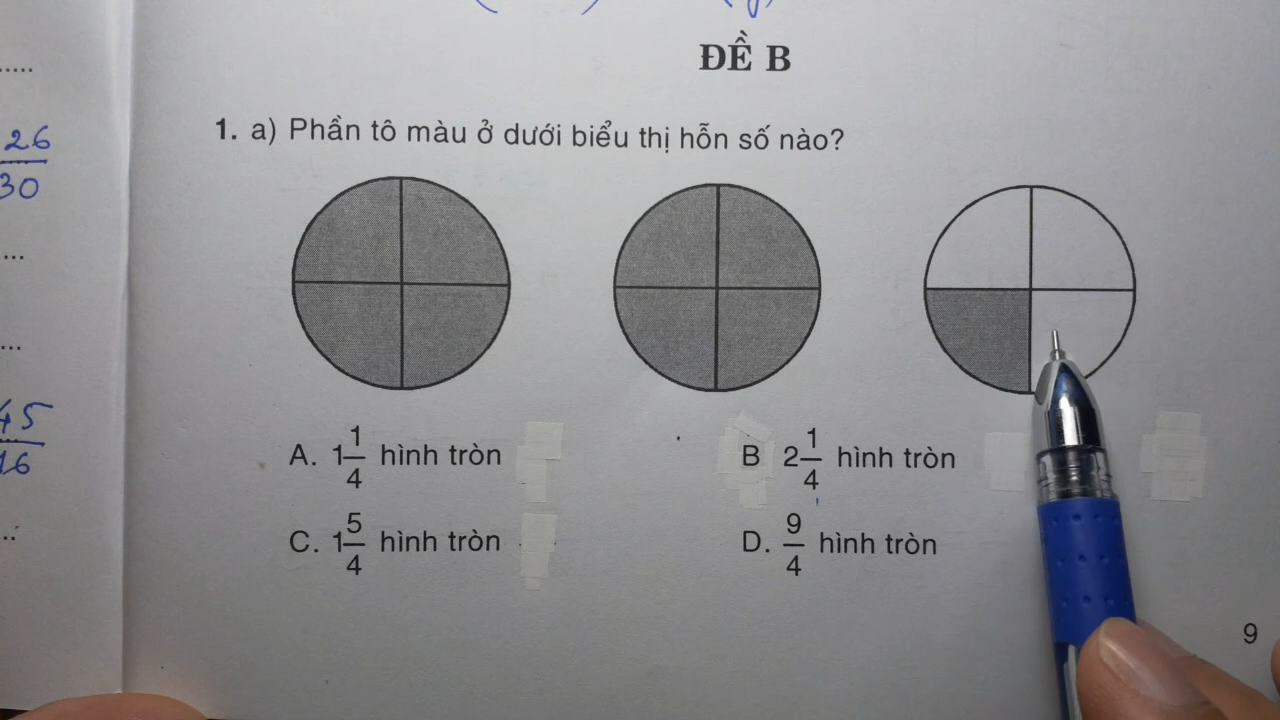 ĐỀ B
1. a) Phần tô màu ở dưới biểu thị hỗn số nào?
A. 1 1/4 hình tròn
B 2 1/4 hình tròn
C. 1 5/4 hình tròn
D. 9/4 hình tròn
9
26
30
45
16